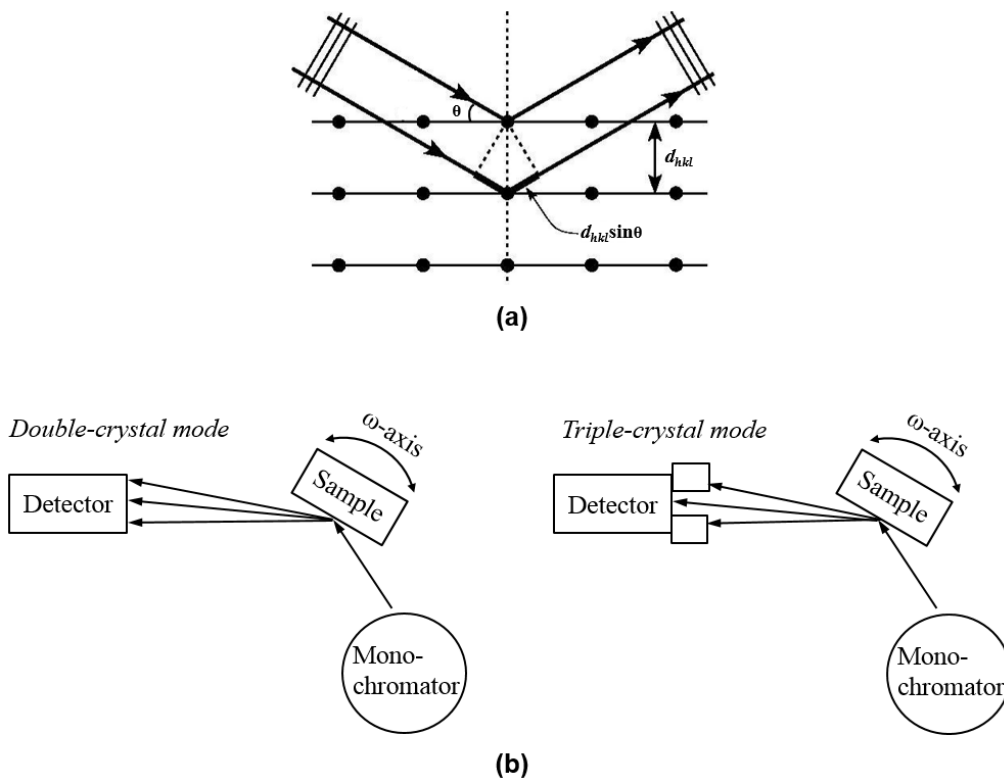 θ
d_hkl
d_hkl sinθ
(a)
Double-crystal mode
ω-axis
Sample
Detector
Mono-
chromator
Triple-crystal mode
ω-axis
Sample
Detector
Mono-
chromator
(b)